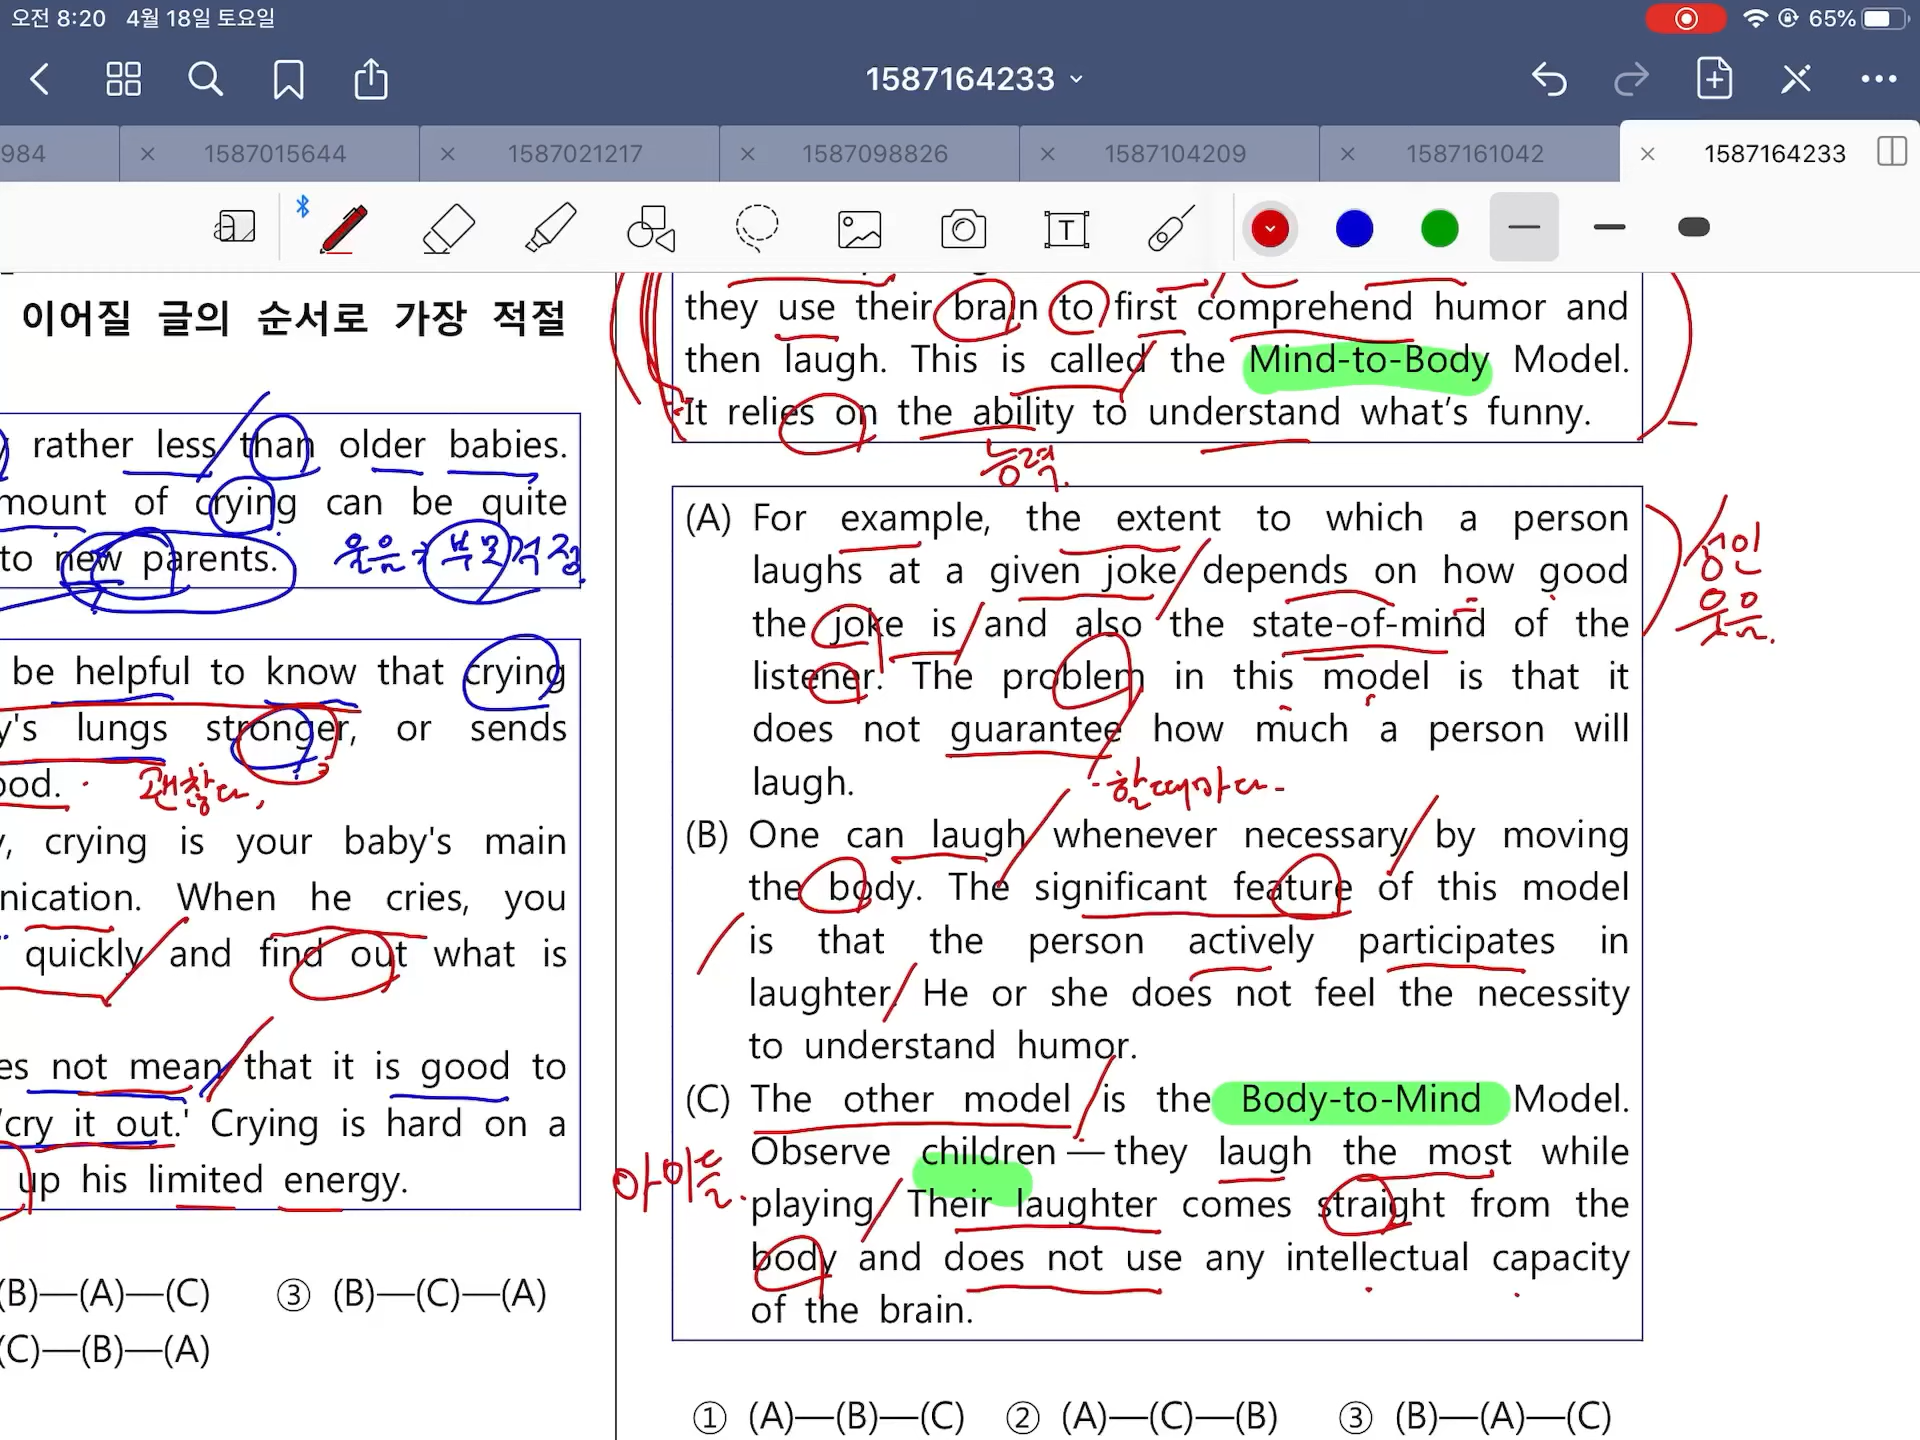 오전 8:20 4월 18일 토요일
65%
1587164233
984
1587015644
1587021217
1587098826
1587104209
1587161042
1587164233
이어질 글의 순서로 가장 적절
rather less than older babies.
mount of crying can be quite
to new parents.
울음 → 부모 걱정
be helpful to know that crying
y's lungs stronger, or sends
ood.
괜찮다,
, crying is your baby's main
nication. When he cries, you
quickly and find out what is
es not mean that it is good to
'cry it out.' Crying is hard on a
up his limited energy.
(B)—(A)—(C) ③ (B)—(C)—(A)
(C)—(B)—(A)
they use their brain to first comprehend humor and
then laugh. This is called the Mind-to-Body Model.
It relies on the ability to understand what's funny.
능력.
(A) For example, the extent to which a person
laughs at a given joke depends on how good
the joke is and also the state-of-mind of the
listener. The problem in this model is that it
does not guarantee how much a person will
laugh.
성인
웃음.
할때마다
(B) One can laugh whenever necessary by moving
the body. The significant feature of this model
is that the person actively participates in
laughter. He or she does not feel the necessity
to understand humor.
(C) The other model is the Body-to-Mind Model.
Observe children — they laugh the most while
playing. Their laughter comes straight from the
body and does not use any intellectual capacity
of the brain.
아이들.
① (A)—(B)—(C) ② (A)—(C)—(B) ③ (B)—(A)—(C)